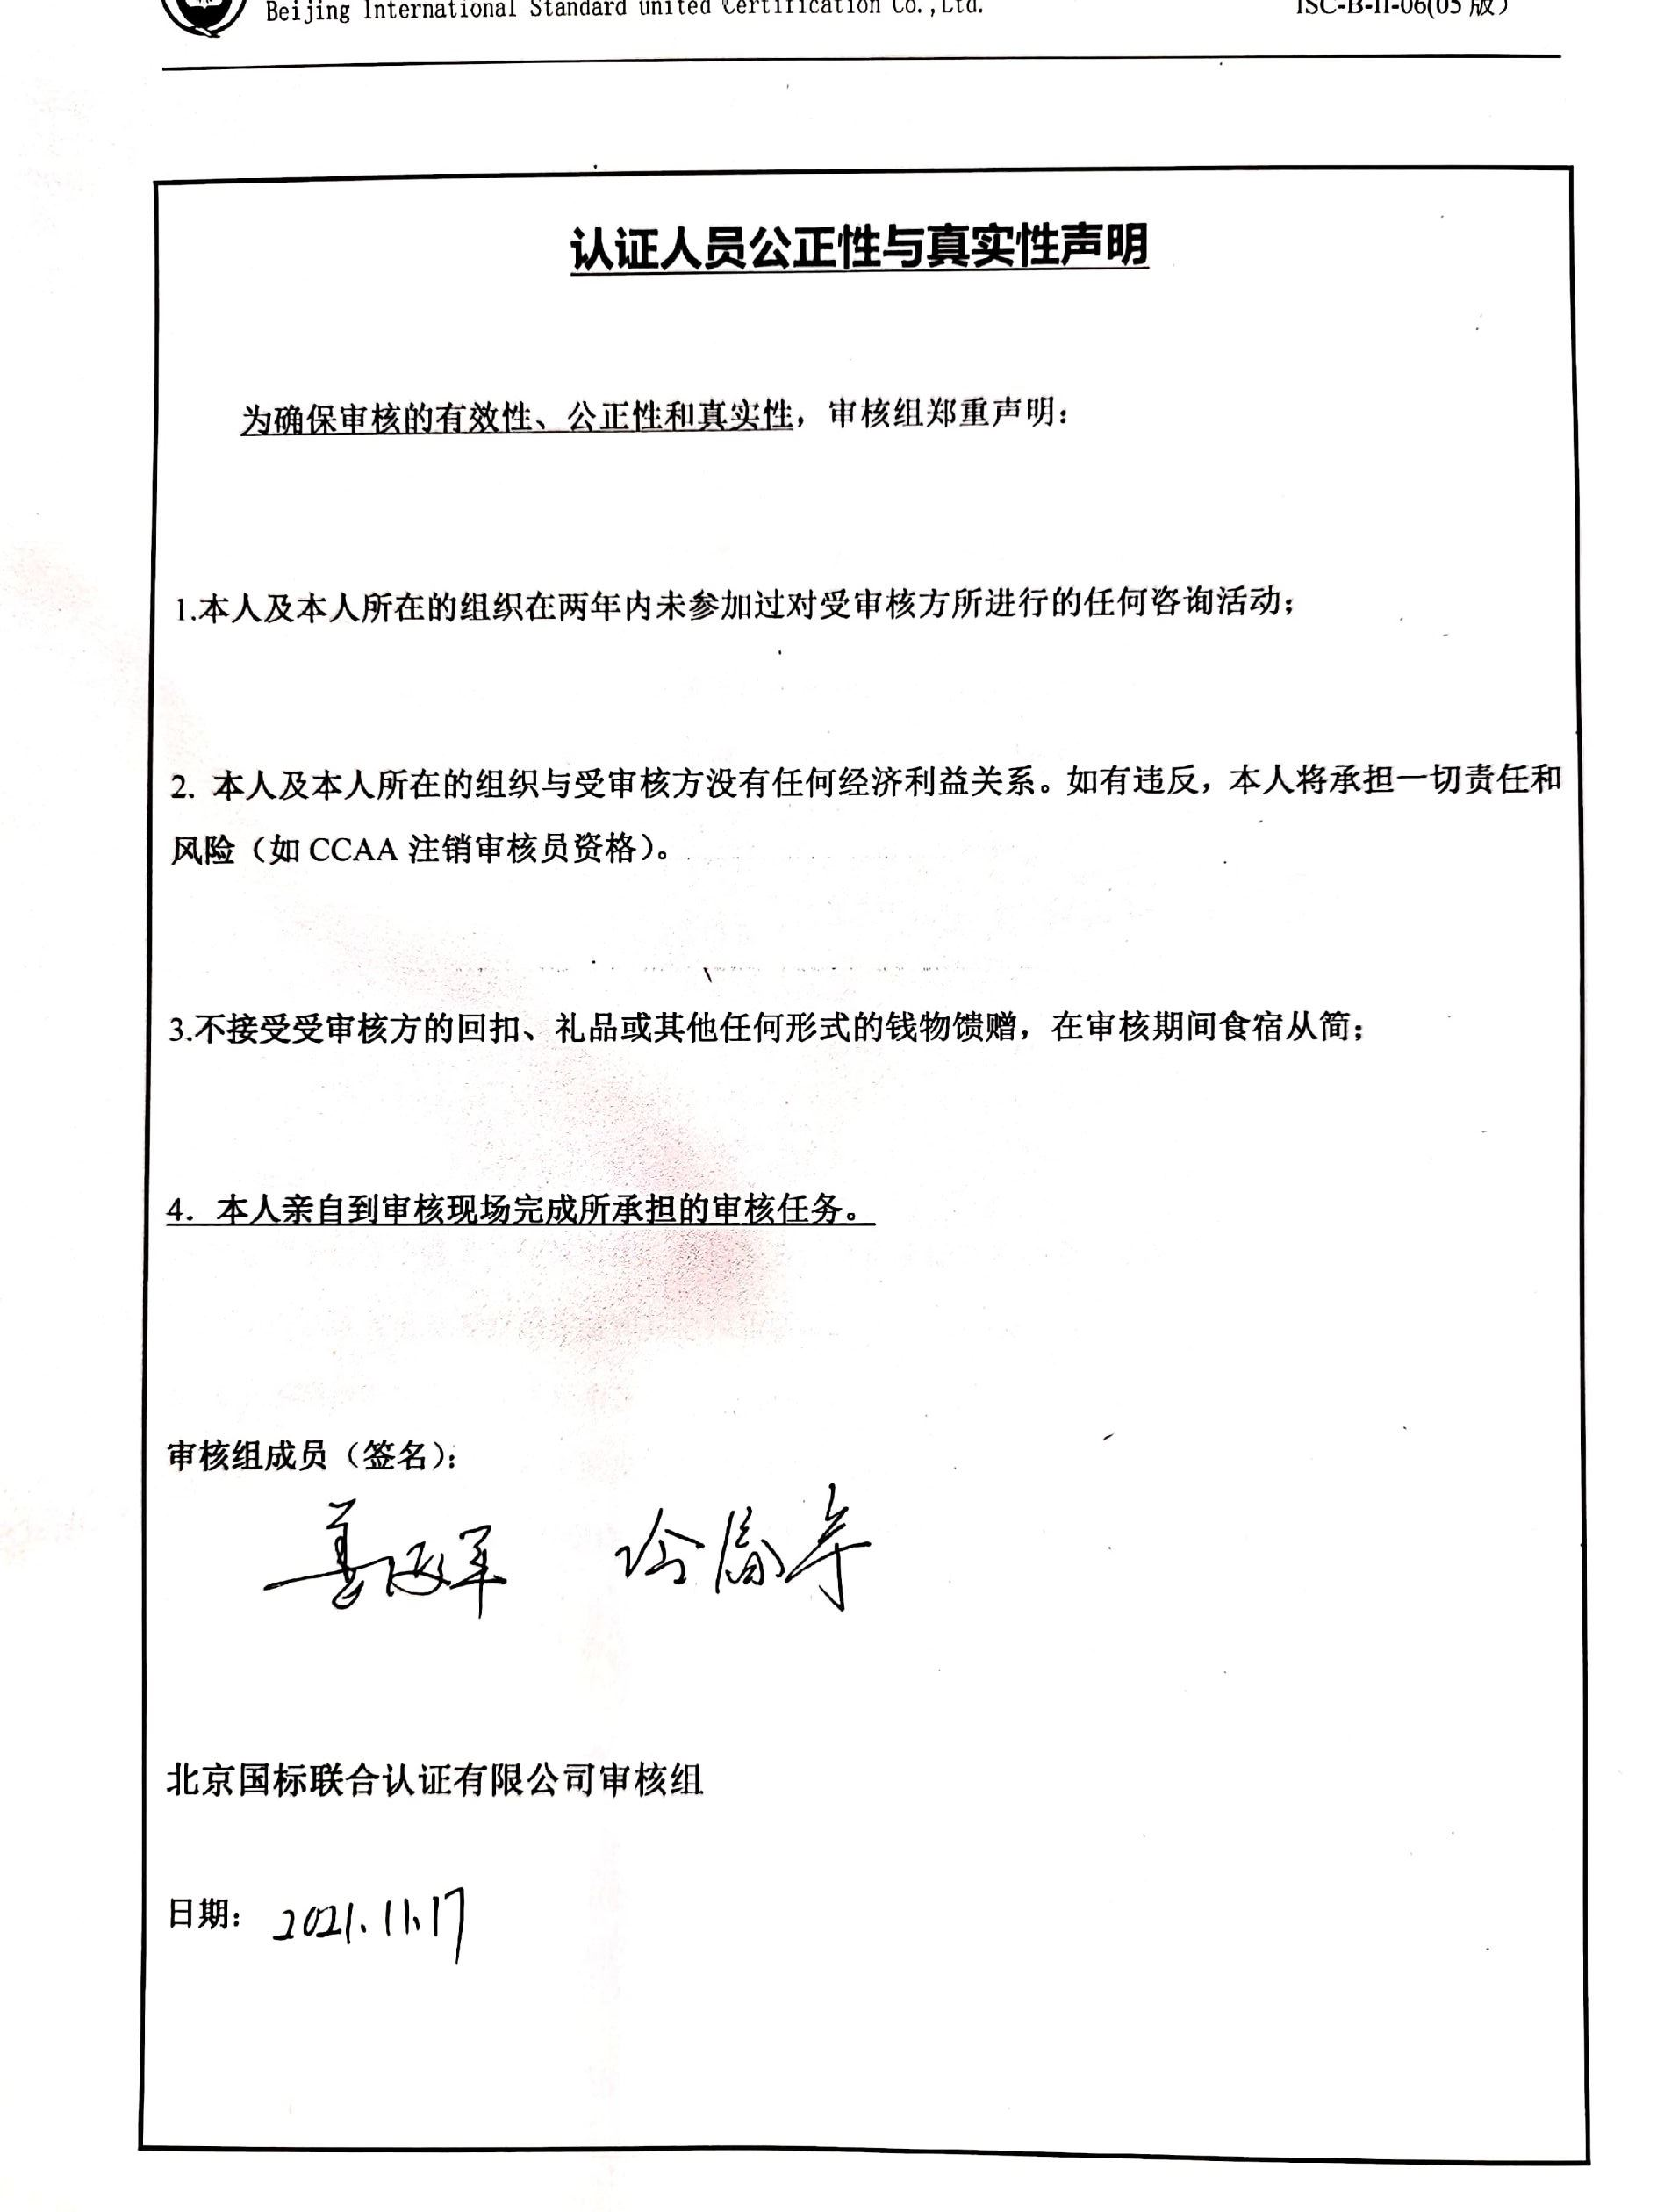 Beijing International Standard united Certification Co.,Ltd. ISC-B-II-06(05版)
认证人员公正性与真实性声明
为确保审核的有效性、公正性和真实性，审核组郑重声明：
1.本人及本人所在的组织在两年内未参加过对受审核方所进行的任何咨询活动；
2. 本人及本人所在的组织与受审核方没有任何经济利益关系。如有违反，本人将承担一切责任和
风险（如 CCAA 注销审核员资格）。
3.不接受受审核方的回扣、礼品或其他任何形式的钱物馈赠，在审核期间食宿从简；
4. 本人亲自到审核现场完成所承担的审核任务。
审核组成员（签名）：
北京国标联合认证有限公司审核组
日期： 2021.11.17